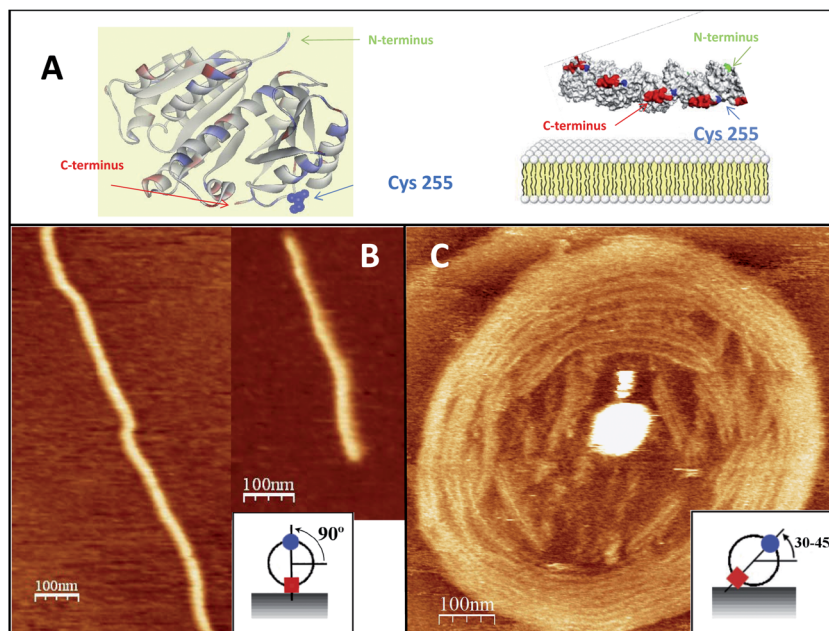 A
N-terminus
C-terminus
Cys 255
N-terminus
C-terminus
Cys 255
B
100nm
100nm
90º
C
100nm
30-45